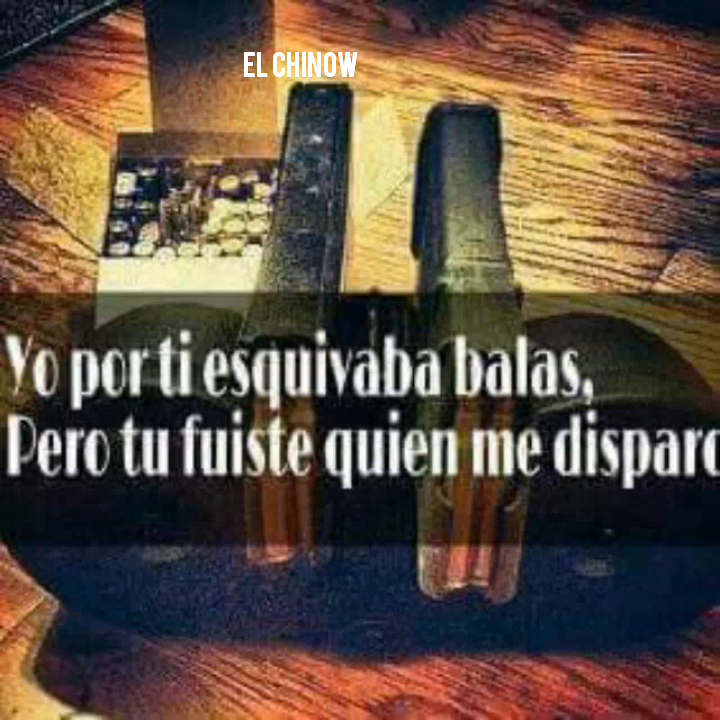 EL CHINOW
Yo por ti esquivaba balas,
Pero tu fuiste quien me disparo